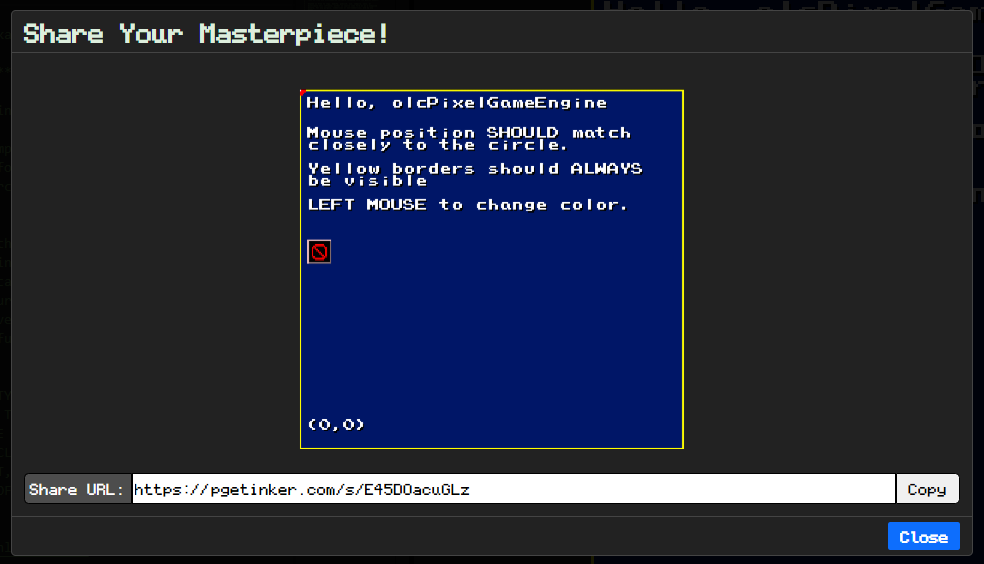 Share Your Masterpiece!
Hello, olcPixelGameEngine
Mouse position SHOULD match
closely to the circle.
Yellow borders should ALWAYS
be visible
LEFT MOUSE to change color.
(0,0)
Share URL: https://pgetinker.com/s/E45DOacuGLz Copy
Close